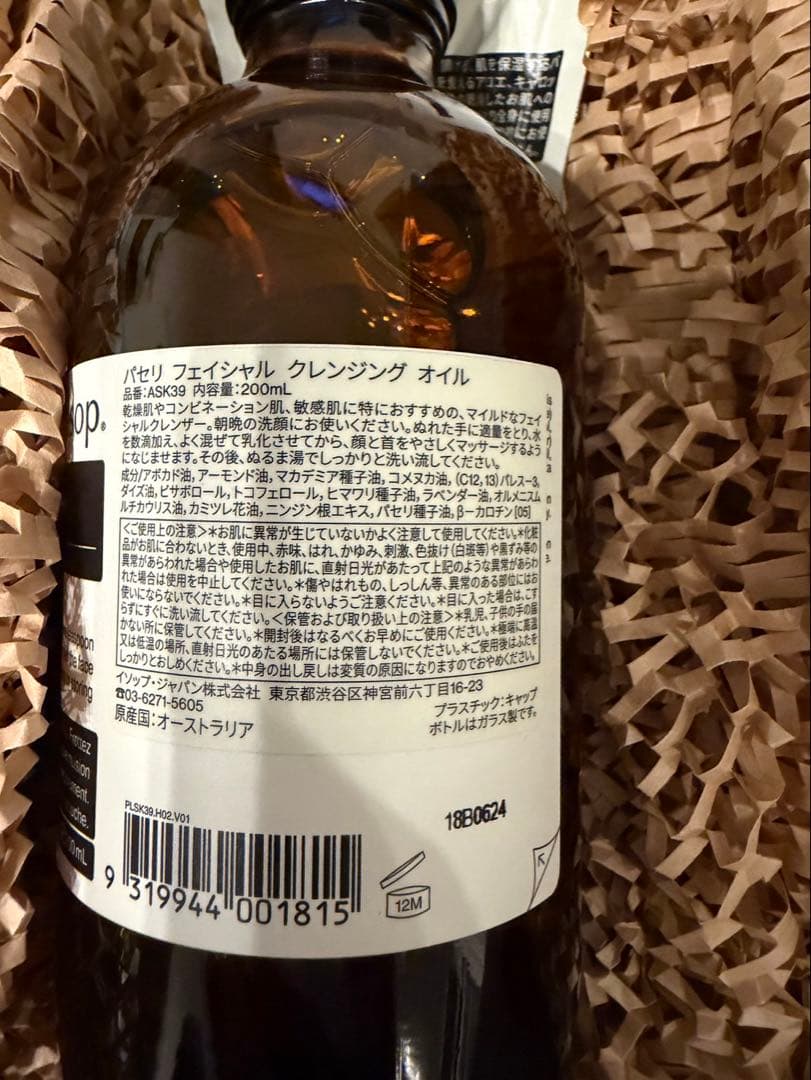 肌を保湿する
パセリ フェイシャル クレンジング オイル
品番：ASK39 内容量：200mL
乾燥肌やコンビネーション肌、敏感肌に特におすすめの、マイルドなフェイ
シャルクレンザー。朝晩の洗顔にお使いください。ぬれた手に適量をとり、水
を数滴加え、よく混ぜて乳化させてから、顔と首をやさしくマッサージするよう
になじませます。その後、ぬるま湯でしっかりと洗い流してください。
成分/アボカド油、アーモンド油、マカデミア種子油、コメヌカ油、(C12,13)パレス-3、
ダイズ油、ビサボロール、トコフェロール、ヒマワリ種子油、ラベンダー油、オルメニスム
ルチカウリス油、カミツレ花油、ニンジン根エキス、パセリ種子油、β-カロチン [05]
＜ご使用上の注意＞＊お肌に異常が生じていないかよく注意して使用してください。＊化粧
品がお肌に合わないとき、使用中、赤味、はれ、かゆみ、刺激、色抜け(白斑等)や黒ずみ等の
異常があらわれた場合や使用したお肌に、直射日光があたって上記のような異常があらわ
れた場合は使用を中止してください。＊傷やはれもの、しっしん等、異常のある部位にはお
使いにならないでください。＊目に入らないようご注意ください。＊目に入った場合は、こす
らずにすぐに洗い流してください。＜保管および取り扱い上の注意＞＊乳児、子供の手の届
かない所に保管してください。＊開封後はなるべくお早めにご使用ください。＊極端に高温
又は低温の場所、直射日光のあたる場所には保管しないでください。＊ご使用後はふたを
しっかりとおしめください。＊中身の出し戻しは変質の原因になりますのでおやめください。
イソップ・ジャパン株式会社 東京都渋谷区神宮前六丁目16-23
☎03-6271-5605
原産国：オーストラリア
プラスチック：キャップ
ボトルはガラス製です。
PLSK39.H02.V01
18B0624
9 319944 001815
12M
op®